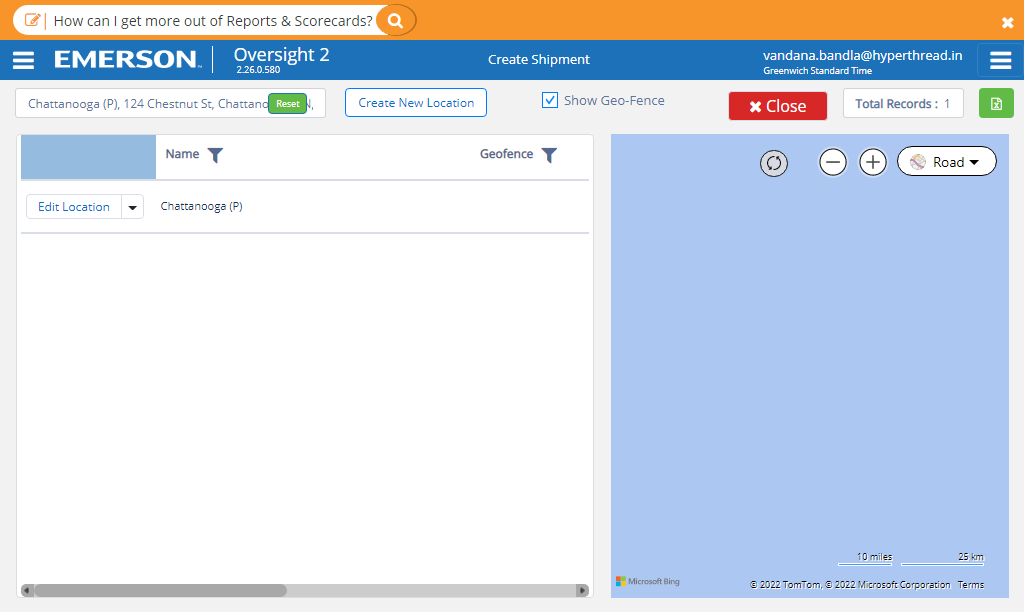 How can I get more out of Reports & Scorecards?
EMERSON
Oversight 2
2.26.0.580
Create Shipment
vandana.bandla@hyperthread.in
Greenwich Standard Time
Chattanooga (P), 124 Chestnut St, Chattano
Reset
Create New Location
Show Geo-Fence
Close
Total Records : 1
Name
Geofence
Edit Location
Chattanooga (P)
Road
10 miles
25 km
Microsoft Bing
© 2022 TomTom, © 2022 Microsoft Corporation Terms